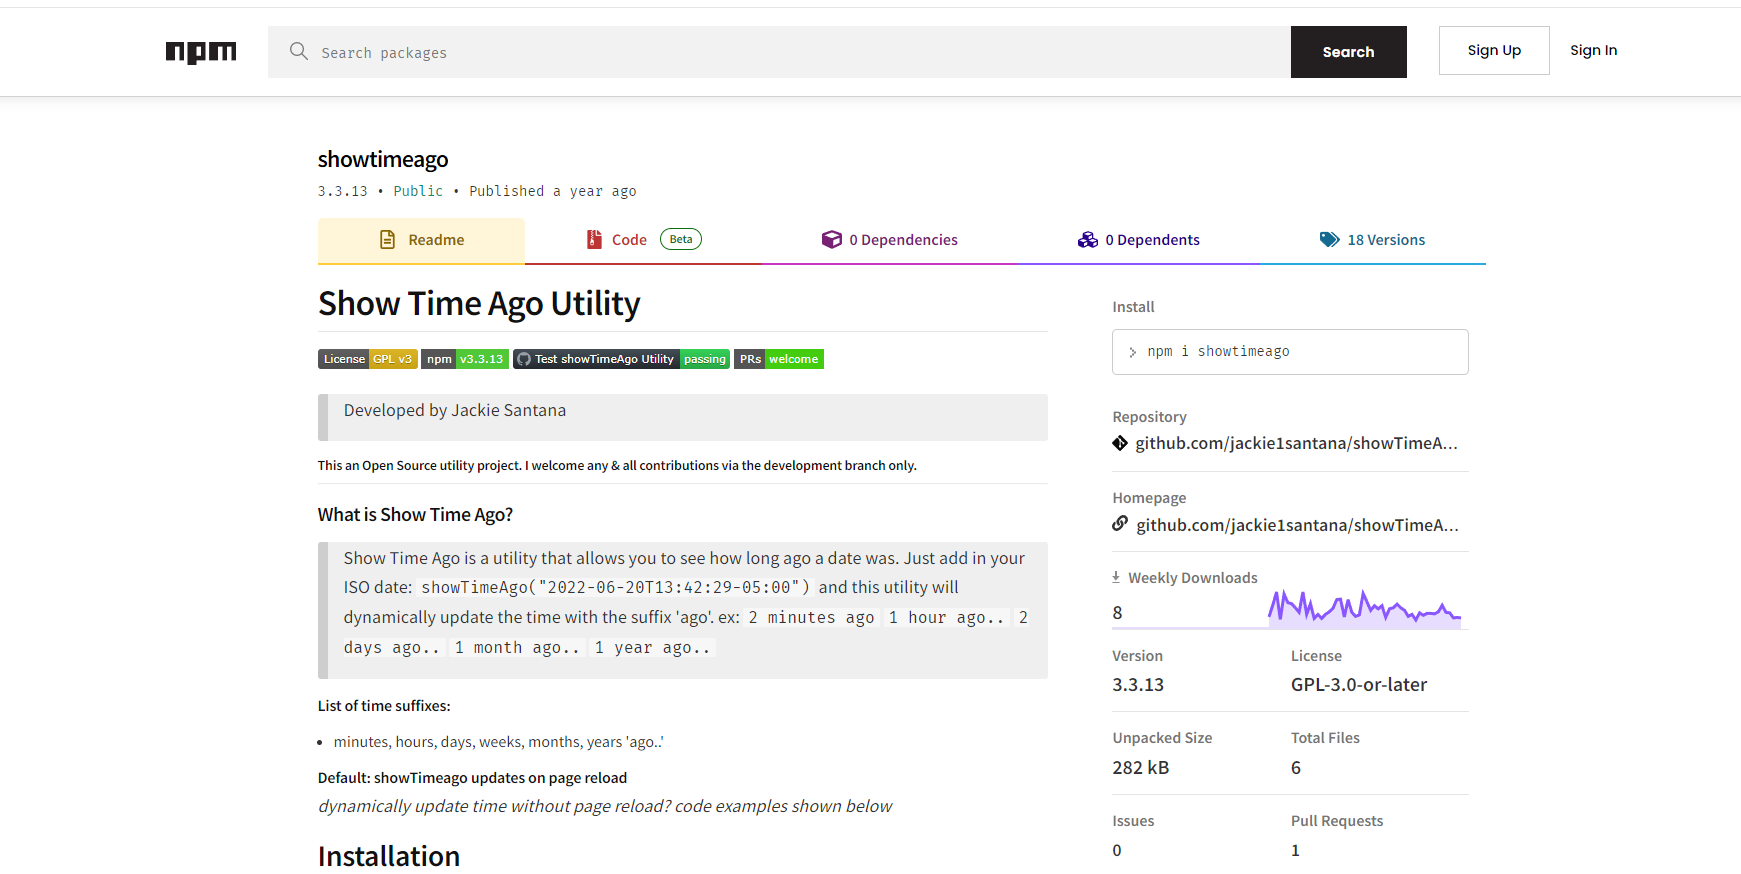 npm
Search packages
Search
Sign Up
Sign In
showtimeago
3.3.13 • Public • Published a year ago
Readme
Code Beta
0 Dependencies
0 Dependents
18 Versions
Show Time Ago Utility
License GPL v3 npm v3.3.13 Test showTimeAgo Utility passing PRs welcome
Developed by Jackie Santana
This an Open Source utility project. I welcome any & all contributions via the development branch only.
What is Show Time Ago?
Show Time Ago is a utility that allows you to see how long ago a date was. Just add in your
ISO date: showTimeAgo("2022-06-20T13:42:29-05:00") and this utility will
dynamically update the time with the suffix 'ago'. ex: 2 minutes ago 1 hour ago.. 2
days ago.. 1 month ago.. 1 year ago..
List of time suffixes:
• minutes, hours, days, weeks, months, years 'ago..'
Default: showTimeago updates on page reload
dynamically update time without page reload? code examples shown below
Installation
Install
npm i showtimeago
Repository
github.com/jackie1santana/showTimeA...
Homepage
github.com/jackie1santana/showTimeA...
Weekly Downloads
8
Version
3.3.13
License
GPL-3.0-or-later
Unpacked Size
282 kB
Total Files
6
Issues
0
Pull Requests
1